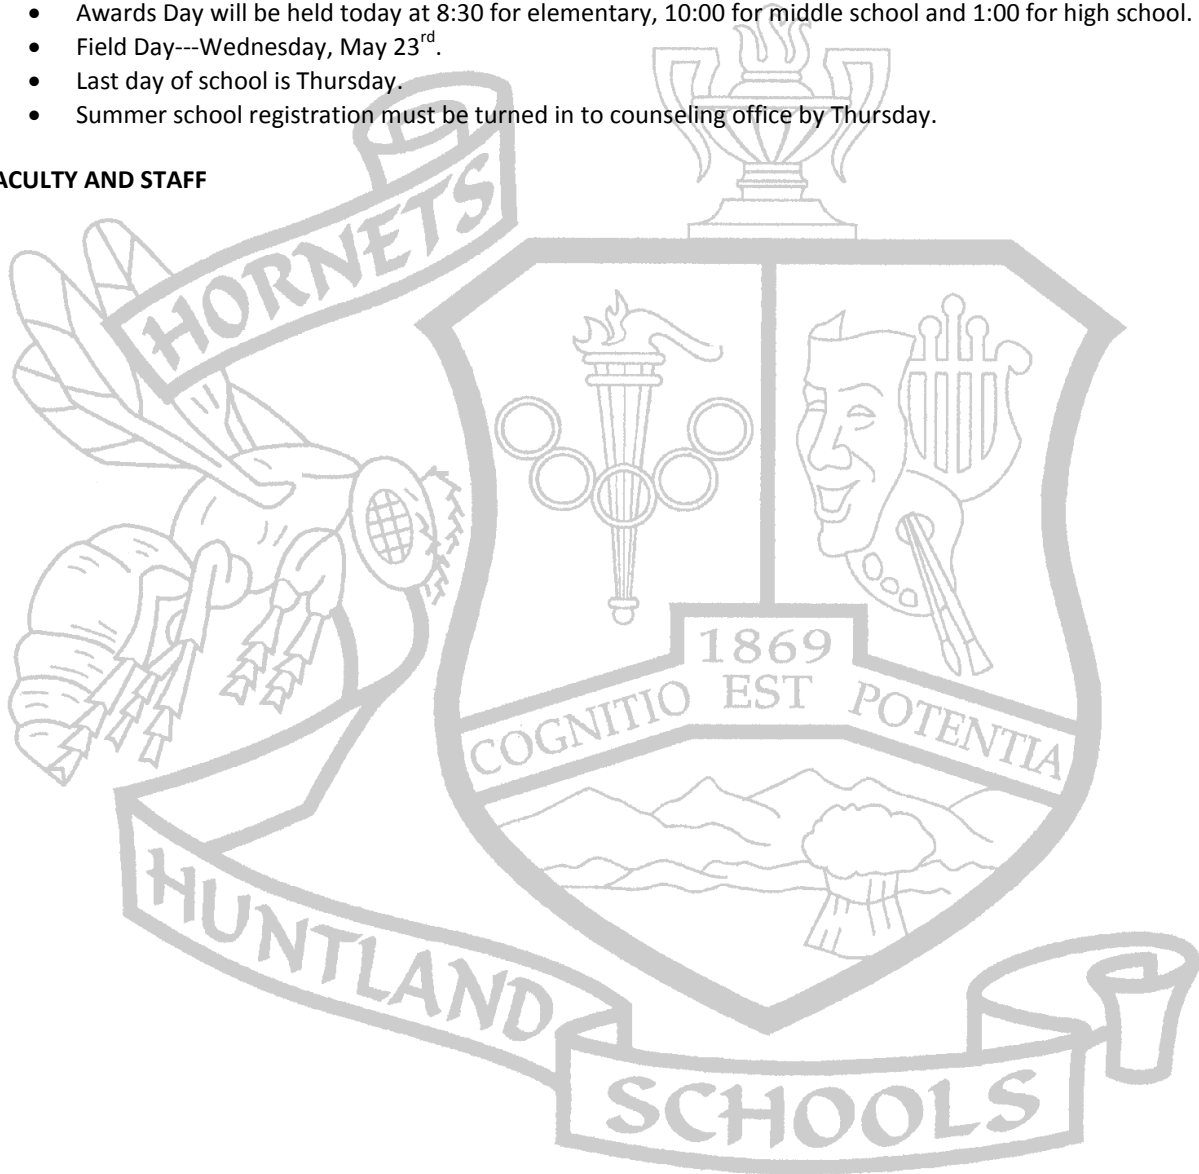 • Awards Day will be held today at 8:30 for elementary, 10:00 for middle school and 1:00 for high school.
• Field Day---Wednesday, May 23rd.
• Last day of school is Thursday.
• Summer school registration must be turned in to counseling office by Thursday.
ACULTY AND STAFF
HORNETS
1869
COGNITIO EST POTENTIA
HUNTLAND
SCHOOLS